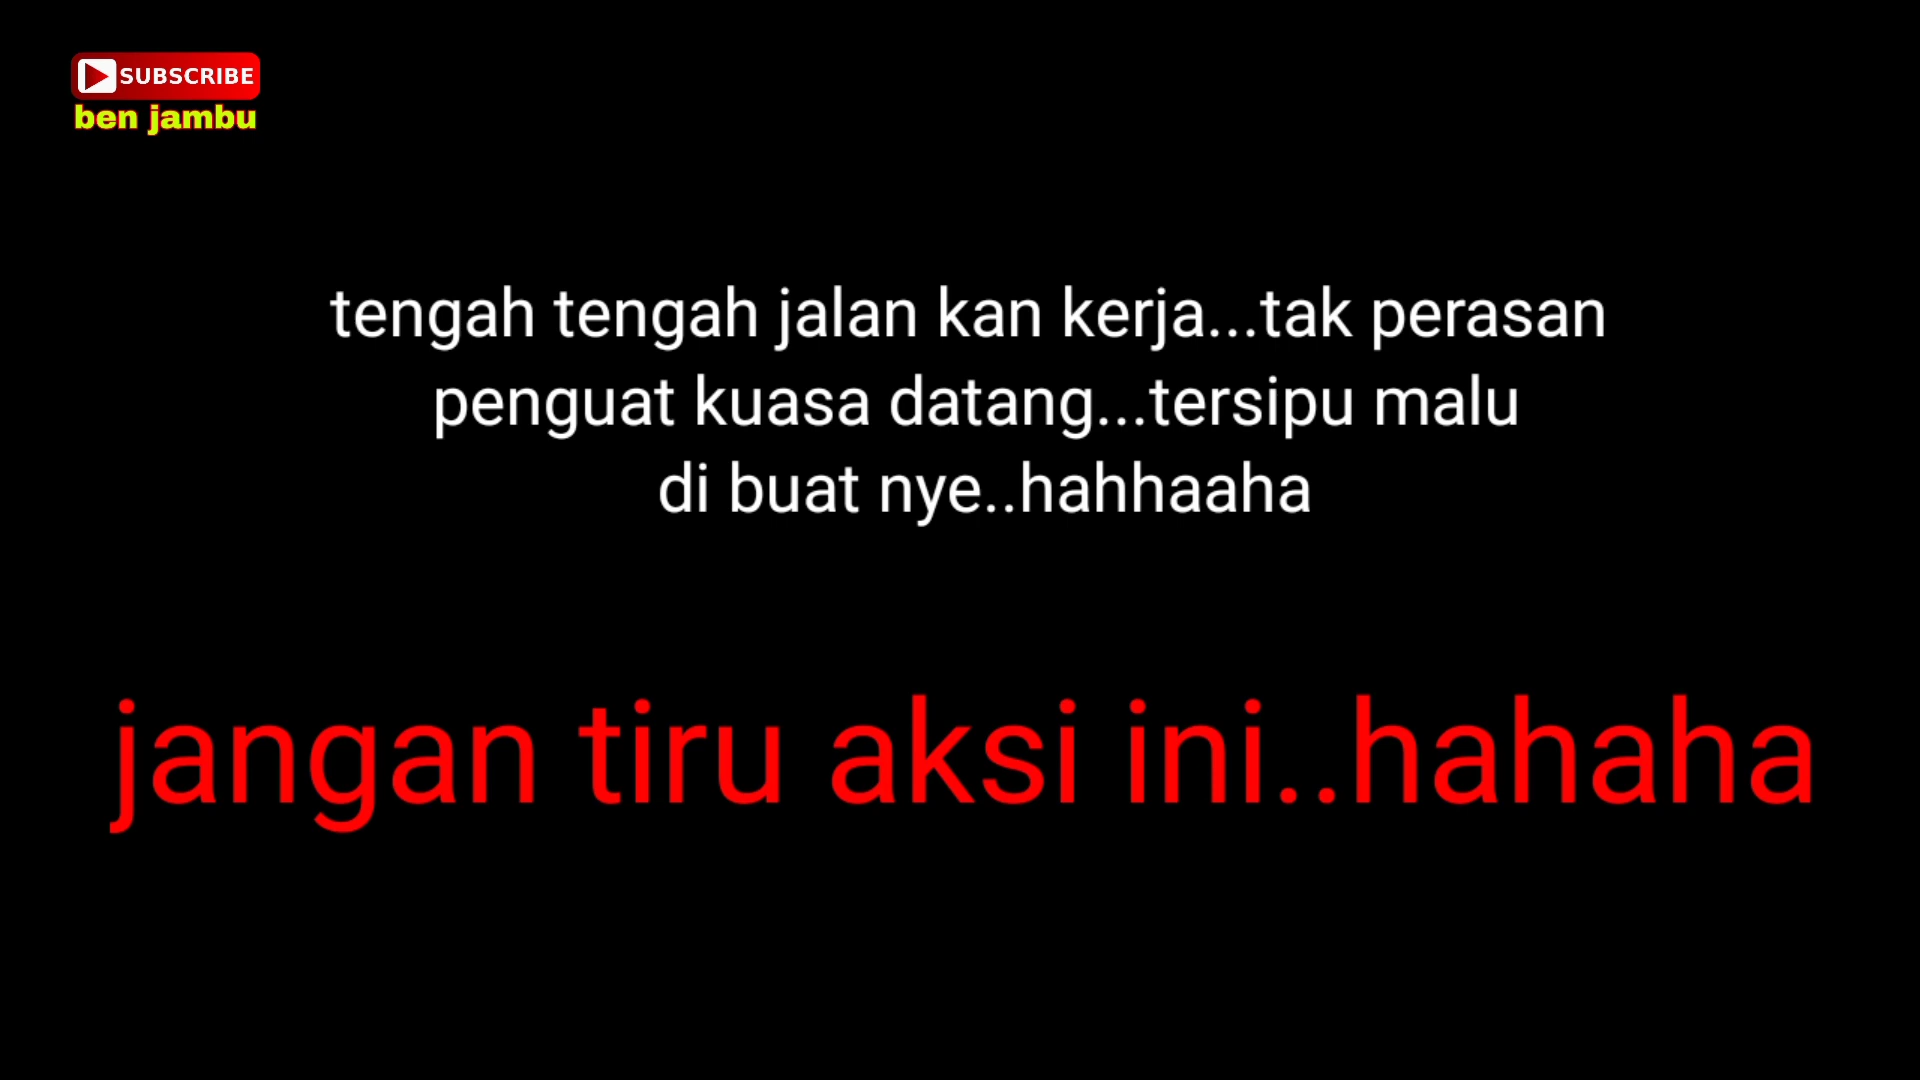 SUBSCRIBE
ben jambu
tengah tengah jalan kan kerja...tak perasan
penguat kuasa datang...tersipu malu
di buat nye..hahhaaha
jangan tiru aksi ini..hahaha